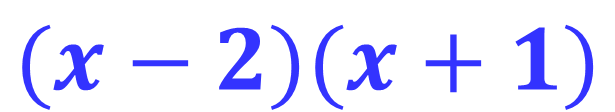 (x − 2)(x + 1)